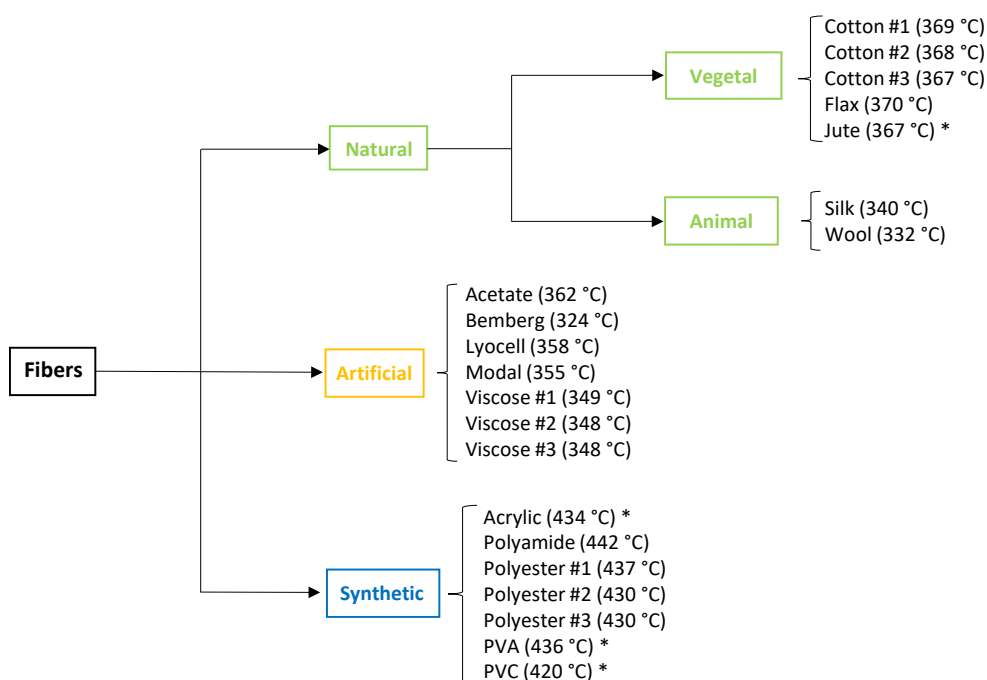 Fibers
Natural
Vegetal
Cotton #1 (369 °C)
Cotton #2 (368 °C)
Cotton #3 (367 °C)
Flax (370 °C)
Jute (367 °C) *
Animal
Silk (340 °C)
Wool (332 °C)
Artificial
Acetate (362 °C)
Bemberg (324 °C)
Lyocell (358 °C)
Modal (355 °C)
Viscose #1 (349 °C)
Viscose #2 (348 °C)
Viscose #3 (348 °C)
Synthetic
Acrylic (434 °C) *
Polyamide (442 °C)
Polyester #1 (437 °C)
Polyester #2 (430 °C)
Polyester #3 (430 °C)
PVA (436 °C) *
PVC (420 °C) *